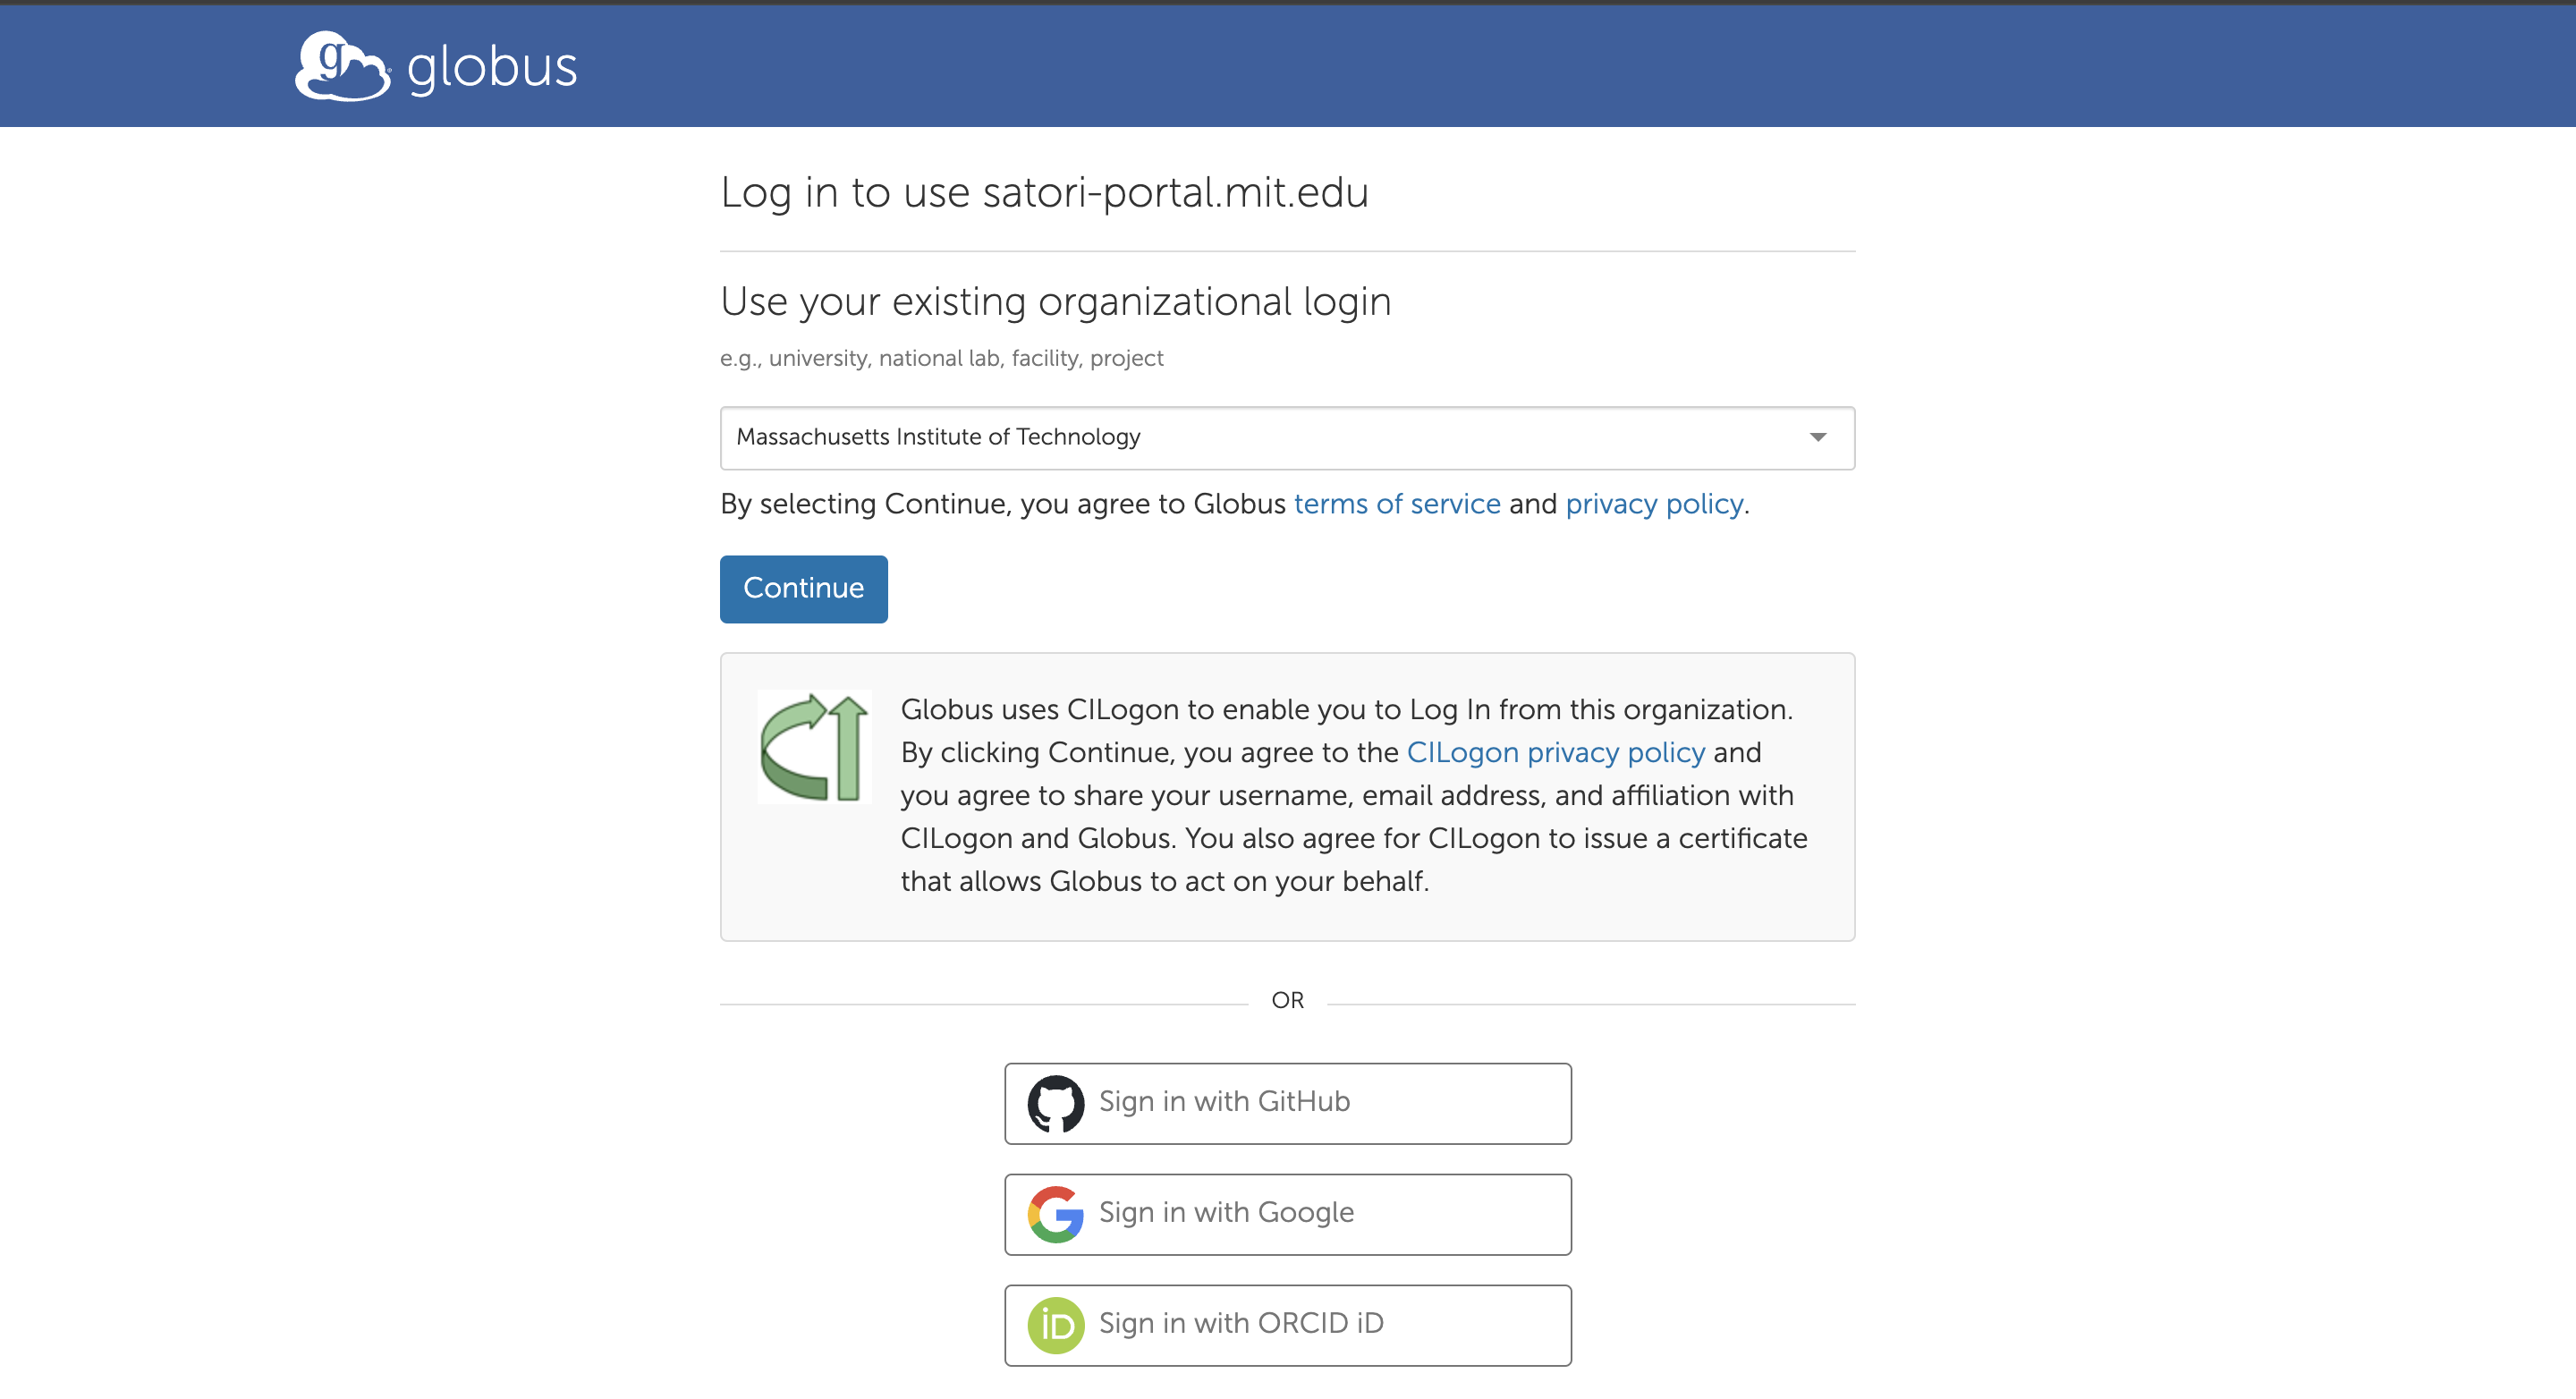 globus
Log in to use satori-portal.mit.edu
Use your existing organizational login
e.g., university, national lab, facility, project
Massachusetts Institute of Technology
By selecting Continue, you agree to Globus terms of service and privacy policy.
Continue
Globus uses CILogon to enable you to Log In from this organization.
By clicking Continue, you agree to the CILogon privacy policy and
you agree to share your username, email address, and affiliation with
CILogon and Globus. You also agree for CILogon to issue a certificate
that allows Globus to act on your behalf.
OR
Sign in with GitHub
Sign in with Google
Sign in with ORCID iD